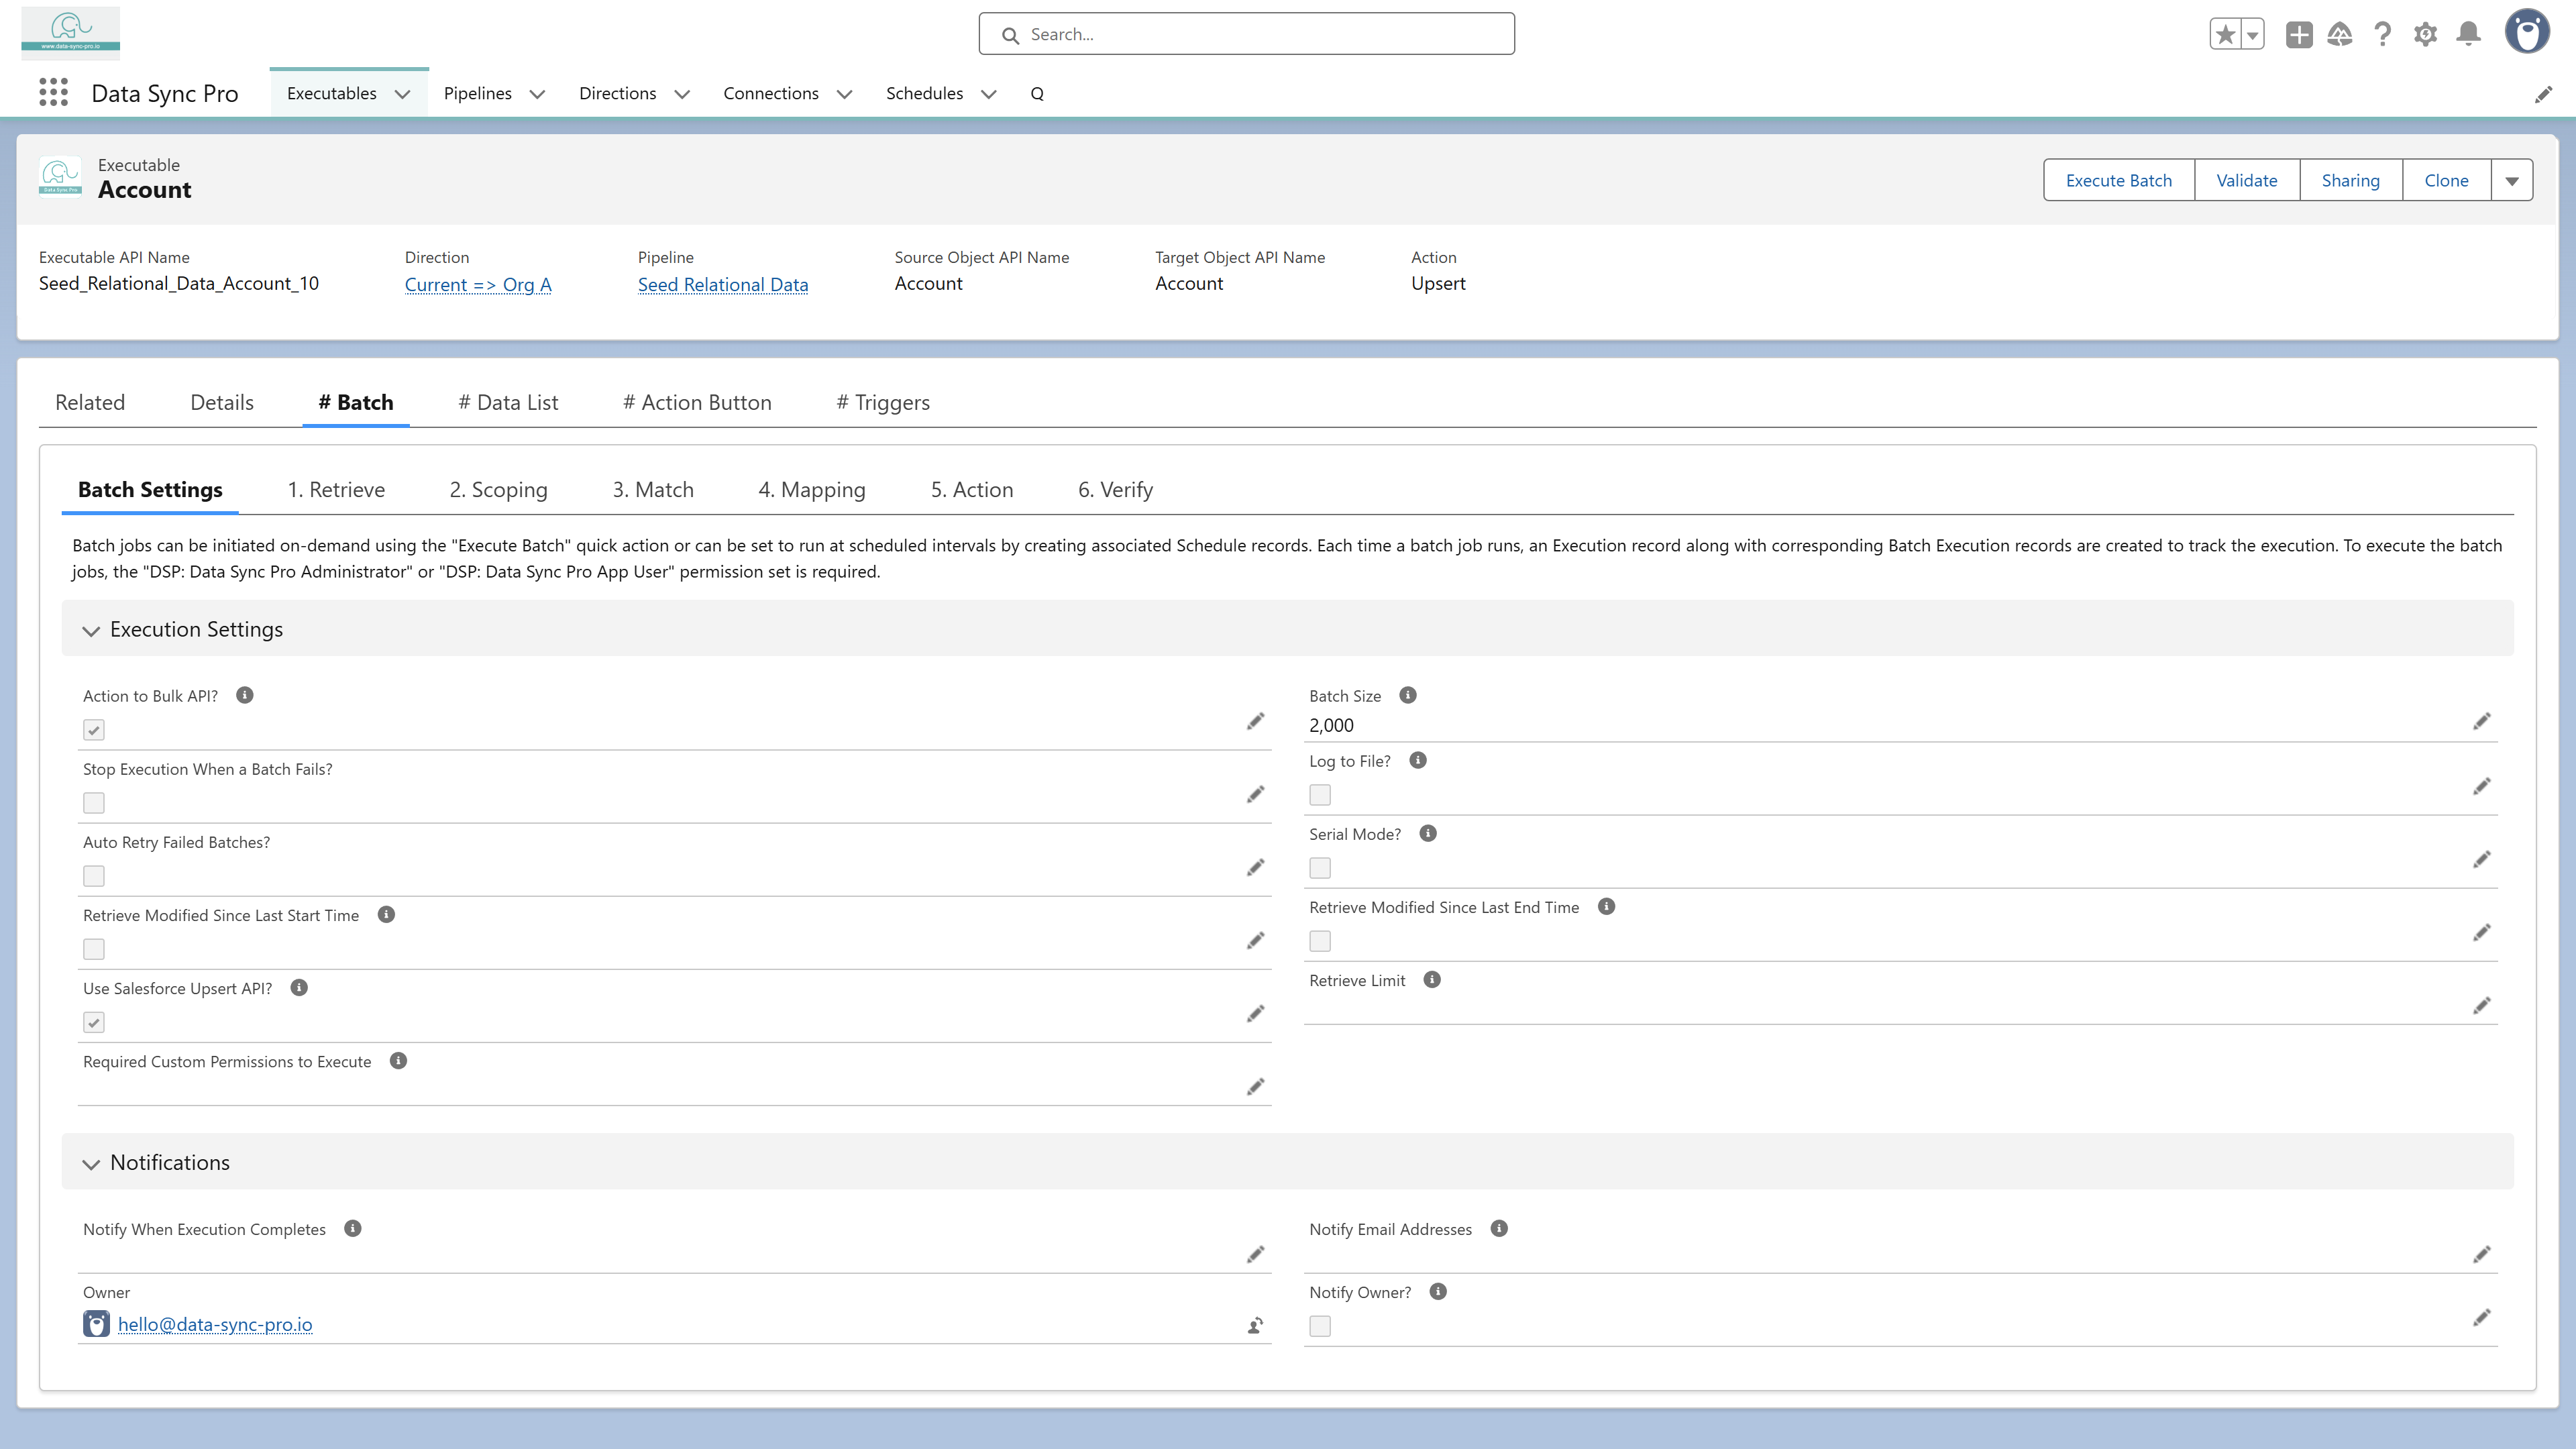 www.data-sync-pro.io
Search...
Data Sync Pro
Executables
Pipelines
Directions
Connections
Schedules
Q
Data Sync Pro
Executable
Account
Execute Batch
Validate
Sharing
Clone
Executable API Name
Seed_Relational_Data_Account_10
Direction
Current => Org A
Pipeline
Seed Relational Data
Source Object API Name
Account
Target Object API Name
Account
Action
Upsert
Related
Details
# Batch
# Data List
# Action Button
# Triggers
Batch Settings
1. Retrieve
2. Scoping
3. Match
4. Mapping
5. Action
6. Verify
Batch jobs can be initiated on-demand using the "Execute Batch" quick action or can be set to run at scheduled intervals by creating associated Schedule records. Each time a batch job runs, an Execution record along with corresponding Batch Execution records are created to track the execution. To execute the batch
jobs, the "DSP: Data Sync Pro Administrator" or "DSP: Data Sync Pro App User" permission set is required.
Execution Settings
Action to Bulk API?
Batch Size
2,000
Stop Execution When a Batch Fails?
Log to File?
Auto Retry Failed Batches?
Serial Mode?
Retrieve Modified Since Last Start Time
Retrieve Modified Since Last End Time
Use Salesforce Upsert API?
Retrieve Limit
Required Custom Permissions to Execute
Notifications
Notify When Execution Completes
Notify Email Addresses
Owner
hello@data-sync-pro.io
Notify Owner?